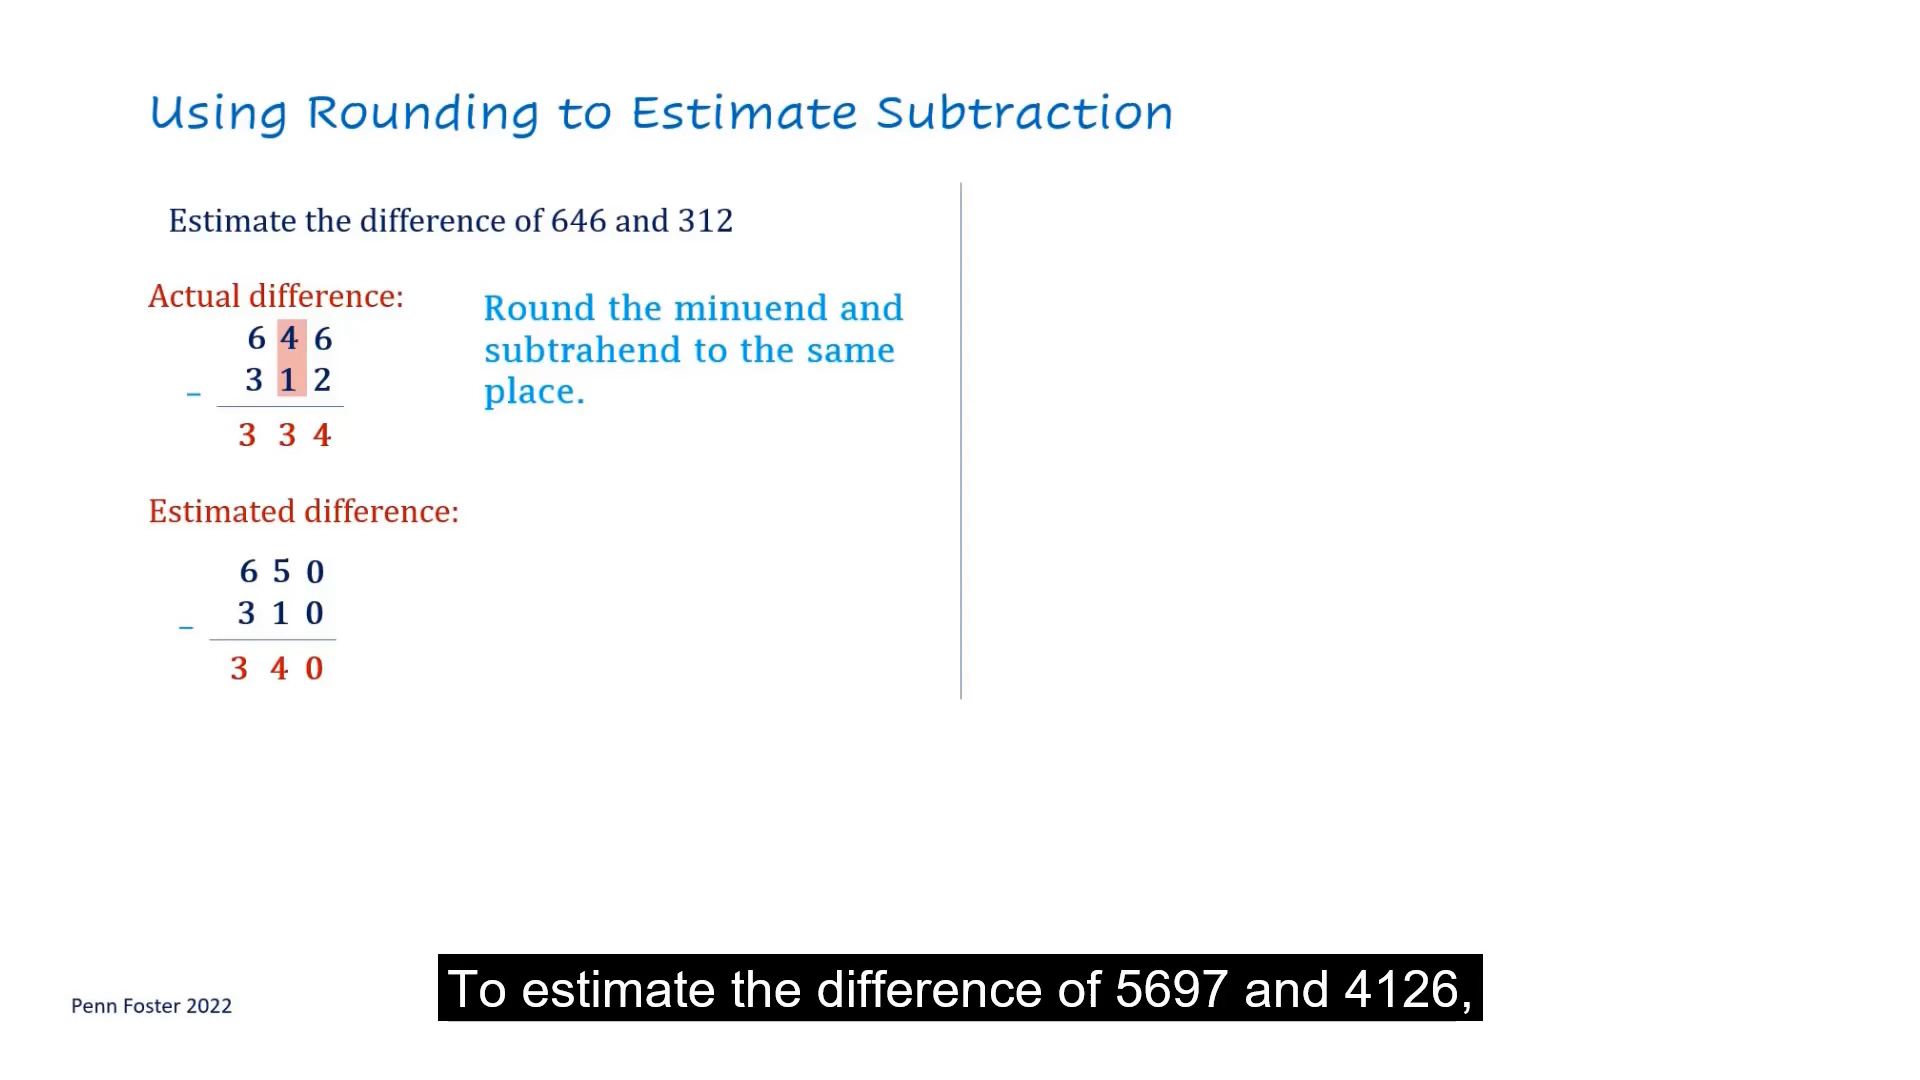 Using Rounding to Estimate Subtraction
Estimate the difference of 646 and 312
Actual difference:
6 4 6
3 1 2
–
3 3 4
Round the minuend and
subtrahend to the same
place.
Estimated difference:
6 5 0
3 1 0
–
3 4 0
To estimate the difference of 5697 and 4126,
Penn Foster 2022